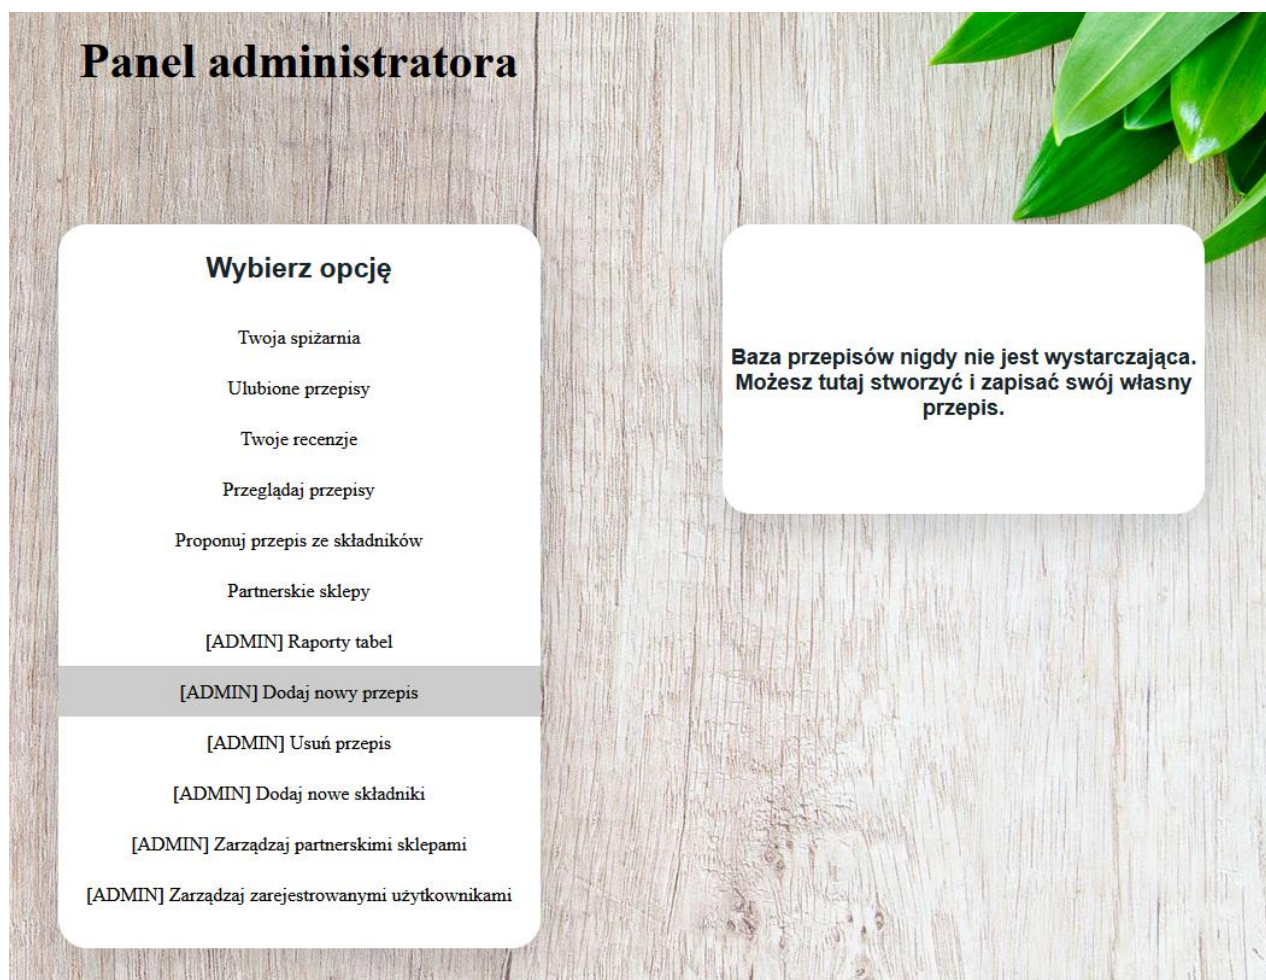 Panel administratora
Wybierz opcję
Twoja spiżarnia
Ulubione przepisy
Twoje recenzje
Przeglądaj przepisy
Proponuj przepis ze składników
Partnerskie sklepy
[ADMIN] Raporty tabel
[ADMIN] Dodaj nowy przepis
[ADMIN] Usuń przepis
[ADMIN] Dodaj nowe składniki
[ADMIN] Zarządzaj partnerskimi sklepami
[ADMIN] Zarządzaj zarejestrowanymi użytkownikami
Baza przepisów nigdy nie jest wystarczająca.
Możesz tutaj stworzyć i zapisać swój własny
przepis.